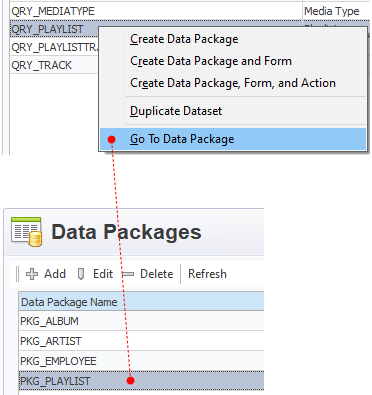 QRY_MEDIATYPE Media Type
QRY_PLAYLIST
QRY_PLAYLISTTRA
QRY_TRACK
Create Data Package
Create Data Package and Form
Create Data Package, Form, and Action
Duplicate Dataset
Go To Data Package
Data Packages
Add Edit Delete Refresh
Data Package Name
PKG_ALBUM
PKG_ARTIST
PKG_EMPLOYEE
PKG_PLAYLIST